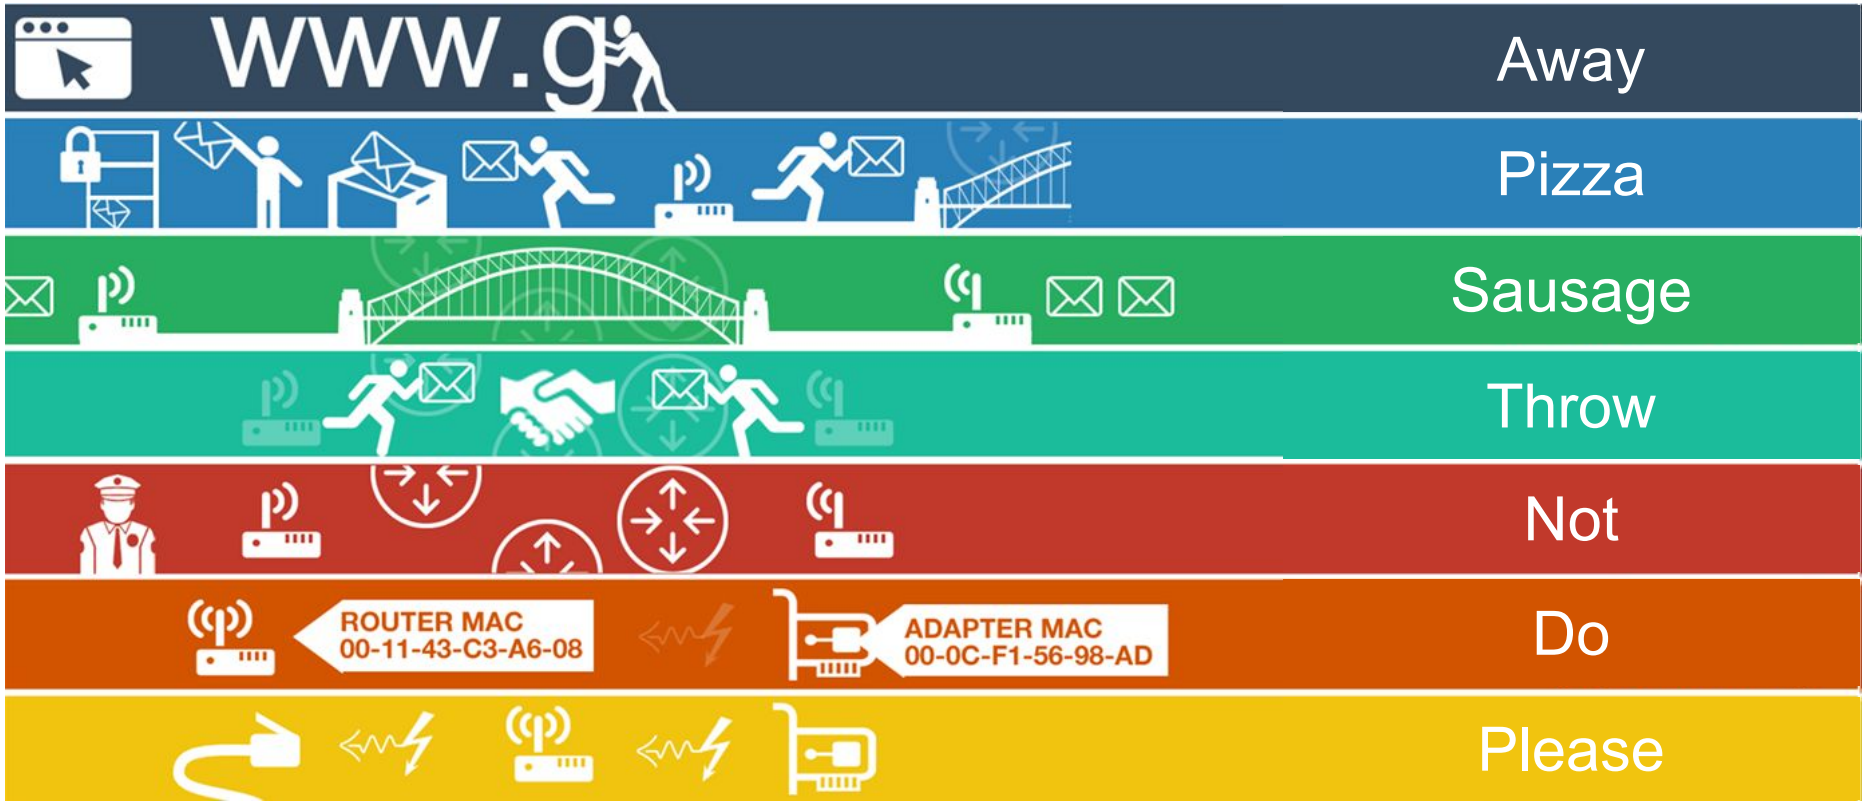 www.g
Away
Pizza
Sausage
Throw
Not
ROUTER MAC
00-11-43-C3-A6-08
ADAPTER MAC
00-0C-F1-56-98-AD
Do
Please